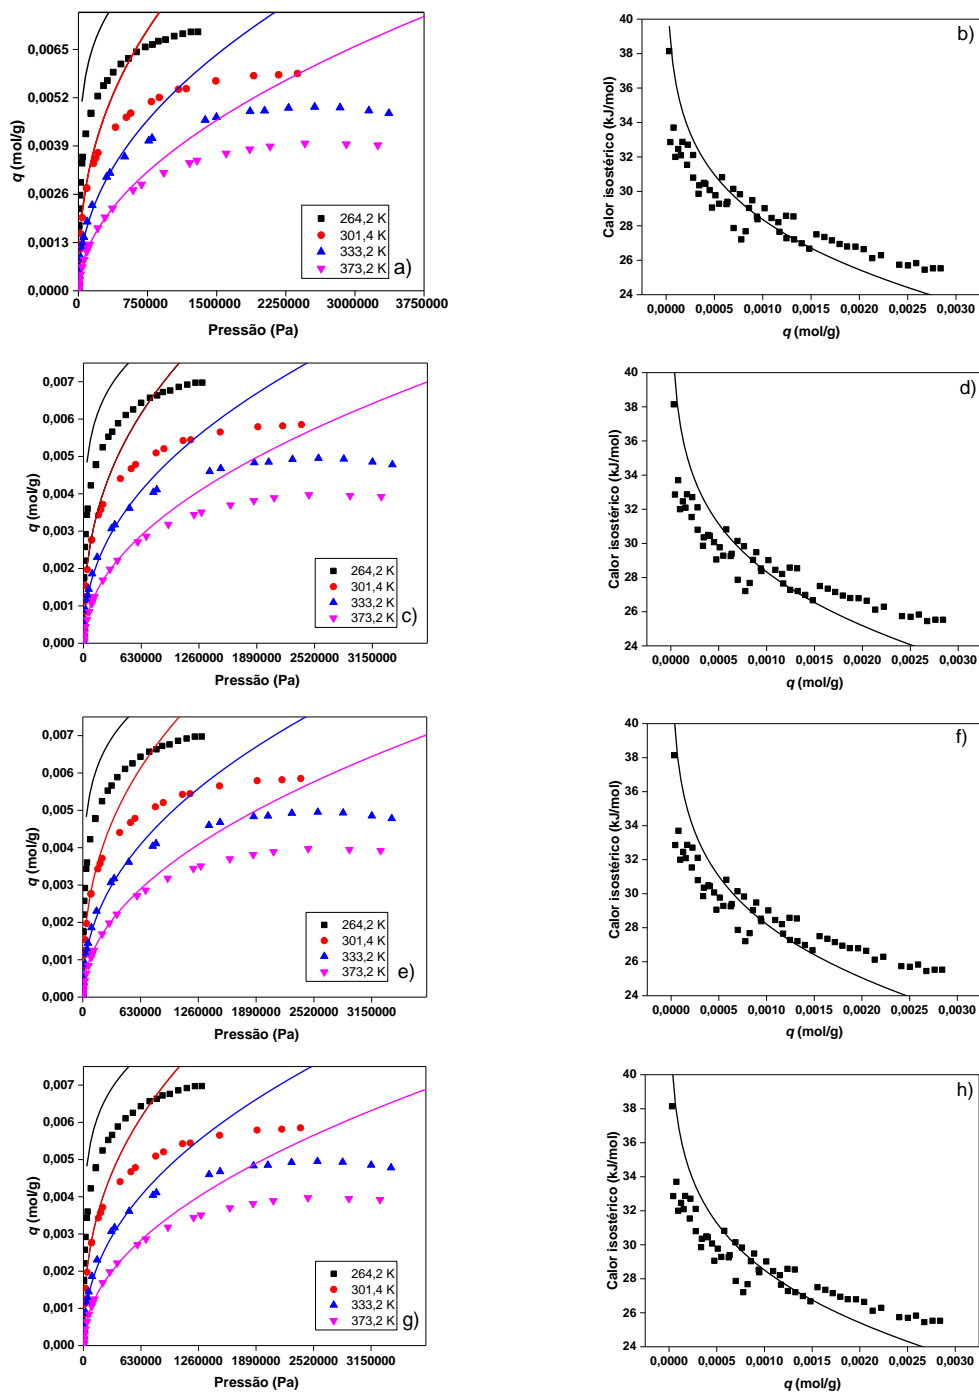 0,0065
0,0052
0,0039
0,0026
0,0013
0,0000
q (mol/g)
264,2 K
301,4 K
333,2 K
373,2 K
a)
0 750000 1500000 2250000 3000000 3750000
Pressão (Pa)
40
38
36
34
32
30
28
26
24
Calor isostérico (kJ/mol)
b)
0,0000 0,0005 0,0010 0,0015 0,0020 0,0025 0,0030
q (mol/g)
0,007
0,006
0,005
0,004
0,003
0,002
0,001
0,000
q (mol/g)
264,2 K
301,4 K
333,2 K
373,2 K
c)
0 630000 1260000 1890000 2520000 3150000
Pressão (Pa)
40
38
36
34
32
30
28
26
24
Calor isostérico (kJ/mol)
d)
0,0000 0,0005 0,0010 0,0015 0,0020 0,0025 0,0030
q (mol/g)
0,007
0,006
0,005
0,004
0,003
0,002
0,001
0,000
q (mol/g)
264,2 K
301,4 K
333,2 K
373,2 K
e)
0 630000 1260000 1890000 2520000 3150000
Pressão (Pa)
40
38
36
34
32
30
28
26
24
Calor isostérico (kJ/mol)
f)
0,0000 0,0005 0,0010 0,0015 0,0020 0,0025 0,0030
q (mol/g)
0,007
0,006
0,005
0,004
0,003
0,002
0,001
0,000
q (mol/g)
264,2 K
301,4 K
333,2 K
373,2 K
g)
0 630000 1260000 1890000 2520000 3150000
Pressão (Pa)
40
38
36
34
32
30
28
26
24
Calor isostérico (kJ/mol)
h)
0,0000 0,0005 0,0010 0,0015 0,0020 0,0025 0,0030
q (mol/g)